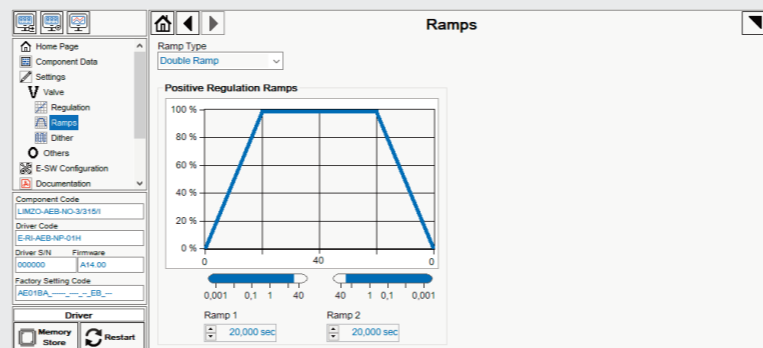 Ramps
Home Page
Component Data
Settings
Valve
Regulation
Ramps
Dither
Others
E-SW Configuration
Documentation
Component Code
LIMZO-AEB-NO-3/315/I
Driver Code
E-RI-AEB-NP-01H
Driver S/N Firmware
000000 A14.00
Factory Setting Code
Driver
Memory Store
Restart
Ramp Type
Double Ramp
Positive Regulation Ramps
100 %
80 %
60 %
40 %
20 %
0 %
0 40 0
0,001 0,1 1 40 40 1 0,1 0,001
Ramp 1 Ramp 2
20,000 sec 20,000 sec